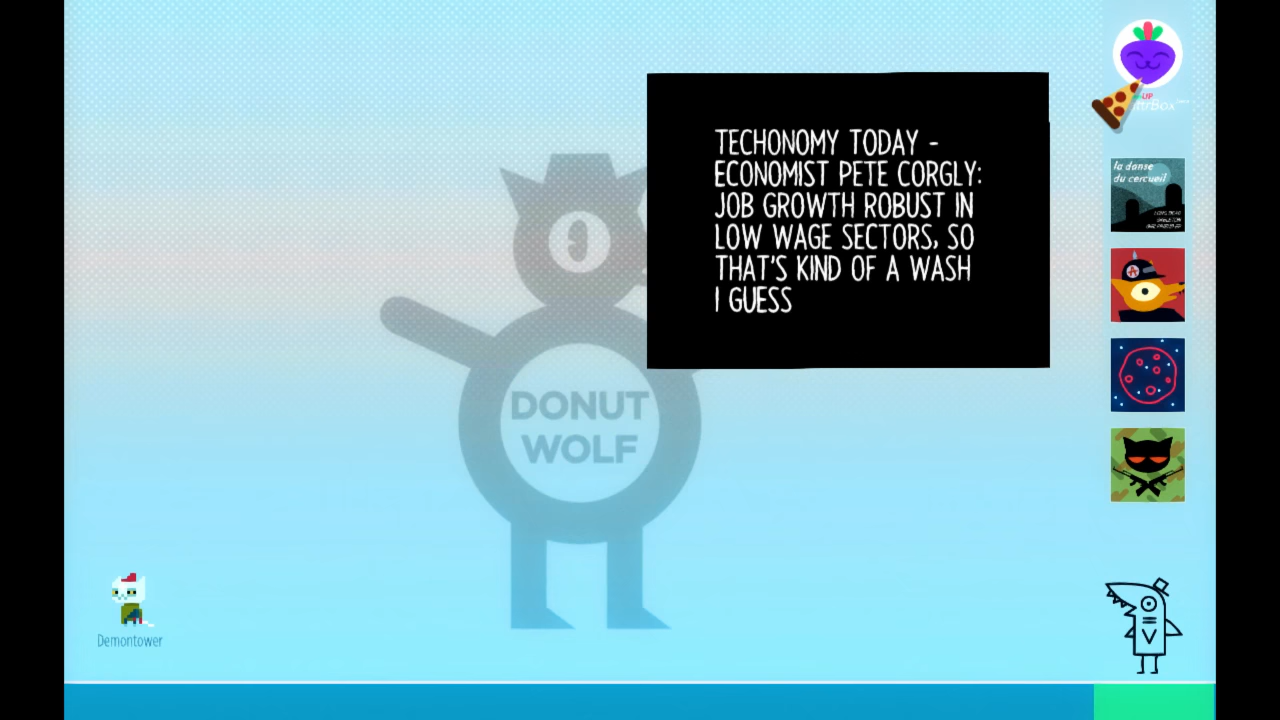 UP
TECHONOMY TODAY -
ECONOMIST PETE CORGLY:
JOB GROWTH ROBUST IN
LOW WAGE SECTORS, SO
THAT'S KIND OF A WASH
I GUESS
la danse
du cercueil
DONUT
WOLF
Demontower